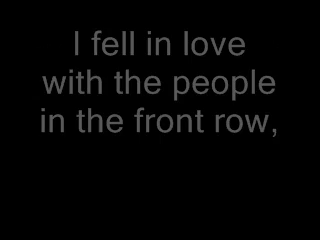 I fell in love
with the people
in the front row,